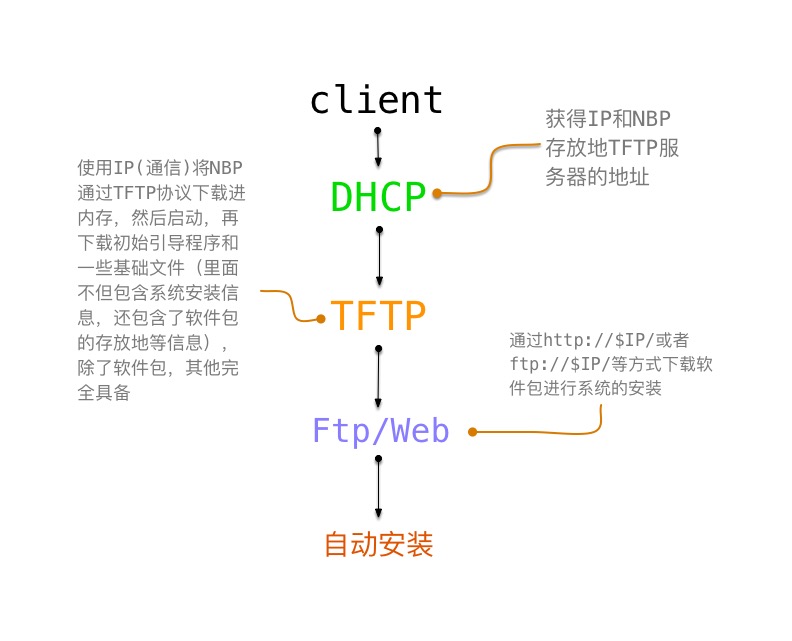 client
获得IP和NBP
存放地TFTP服
务器的地址
DHCP
使用IP(通信)将NBP
通过TFTP协议下载进
内存，然后启动，再
下载初始引导程序和
一些基础文件（里面
不但包含系统安装信
息，还包含了软件包
的存放地等信息），
除了软件包，其他完
全具备
TFTP
通过http://$IP/或者
ftp://$IP/等方式下载软
件包进行系统的安装
Ftp/Web
自动安装